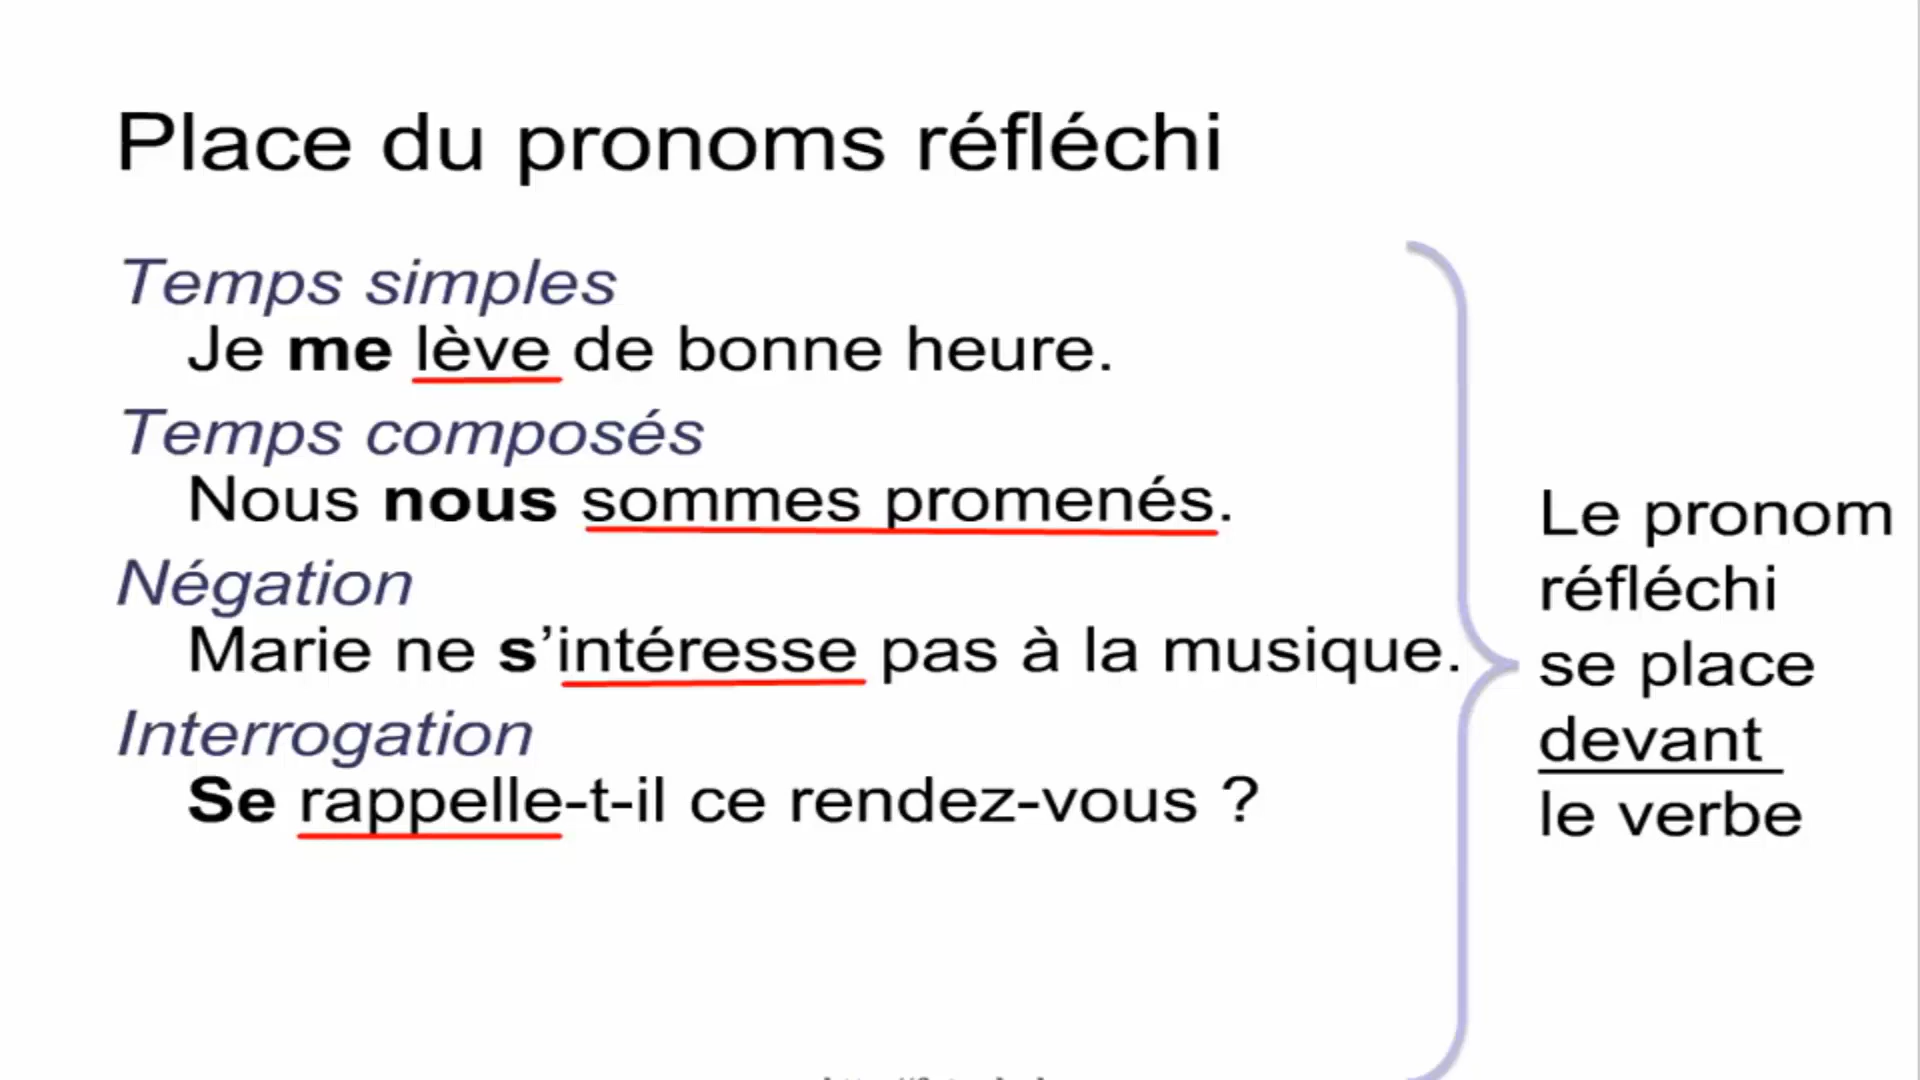 Place du pronoms réfléchi
Temps simples
Je me lève de bonne heure.
Temps composés
Nous nous sommes promenés.
Négation
Marie ne s’intéresse pas à la musique.
Interrogation
Se rappelle-t-il ce rendez-vous ?
Le pronom
réfléchi
se place
devant
le verbe